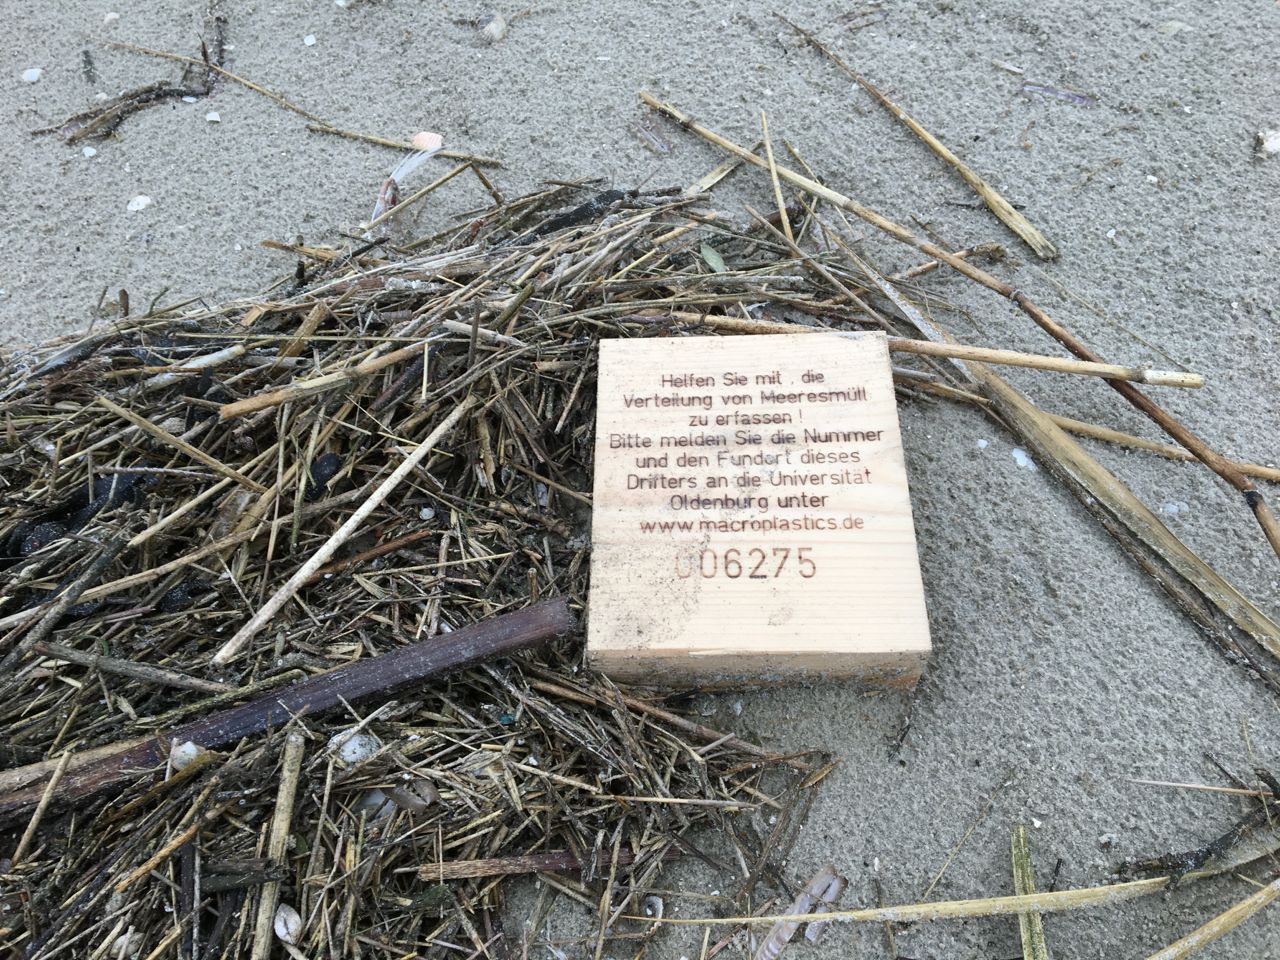 Helfen Sie mit , die
Verteilung von Meeresmüll
zu erfassen !
Bitte melden Sie die Nummer
und den Fundort dieses
Drifters an die Universität
Oldenburg unter
www.macroplastics.de
006275